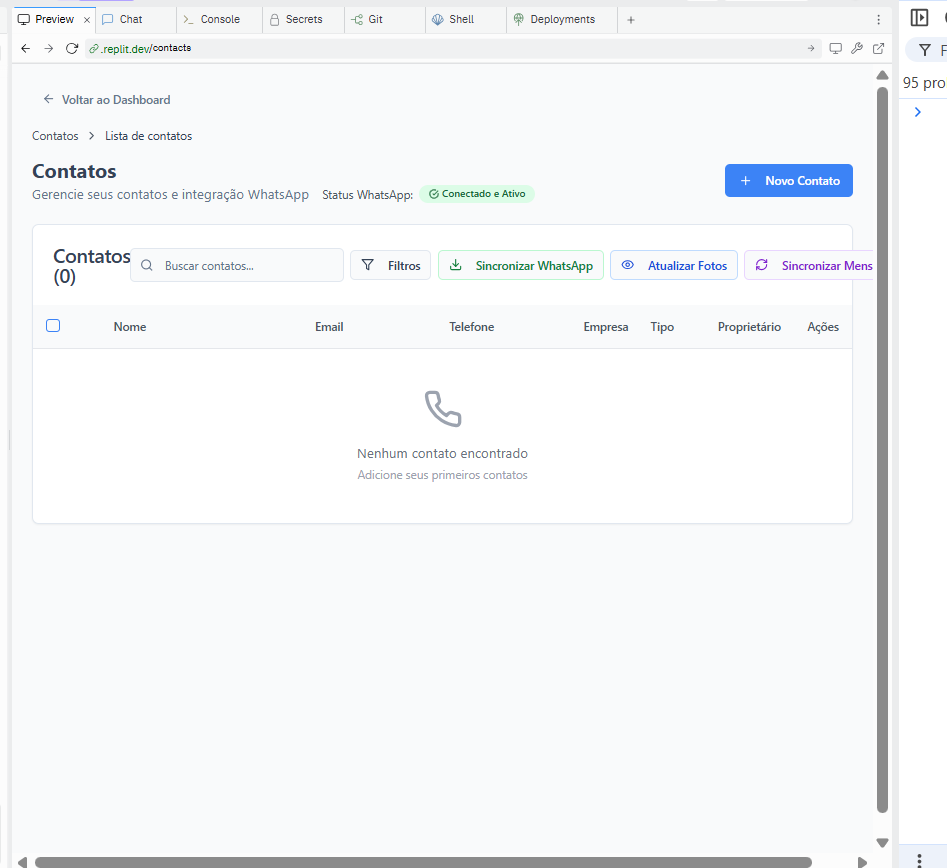 Preview × Chat Console Secrets Git Shell Deployments +
.replit.dev/contacts
95 pro
Voltar ao Dashboard
Contatos > Lista de contatos
Contatos
Gerencie seus contatos e integração WhatsApp Status WhatsApp: Conectado e Ativo
+ Novo Contato
Contatos
(0)
Buscar contatos... Filtros Sincronizar WhatsApp Atualizar Fotos Sincronizar Mens
Nome Email Telefone Empresa Tipo Proprietário Ações
Nenhum contato encontrado
Adicione seus primeiros contatos